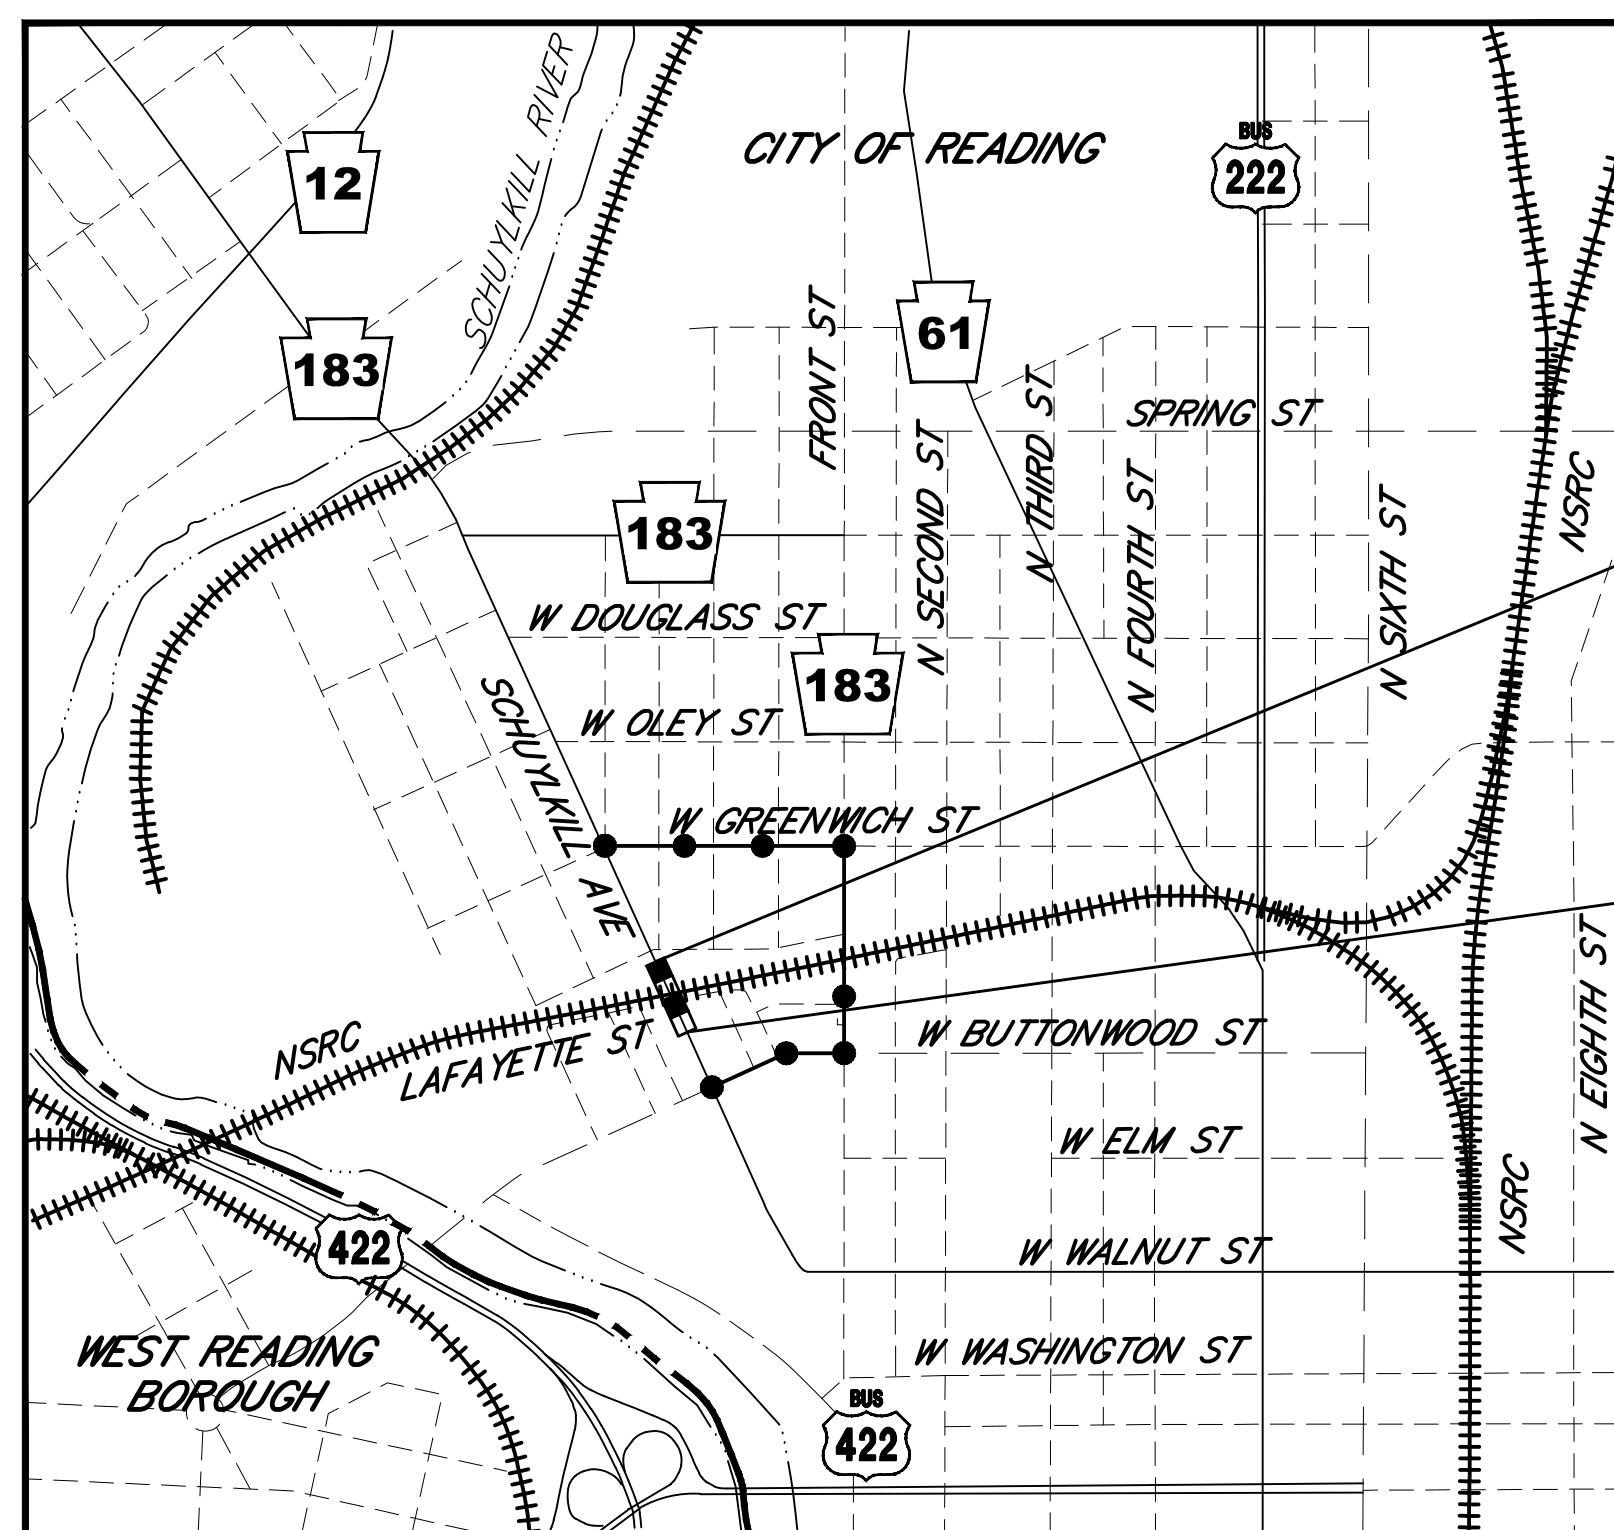 SCHUYLKILL RIVER
CITY OF READING
BUS
222
12
183
61
FRONT ST
N SECOND ST
N THIRD ST
N FOURTH ST
SPRING ST
N SIXTH ST
NSRC
183
W DOUGLASS ST
183
SCHUYLKILL AVE
W OLEY ST
W GREENWICH ST
NSRC
LAFAYETTE ST
W BUTTONWOOD ST
N EIGHTH ST
W ELM ST
NSRC
422
W WALNUT ST
WEST READING
BOROUGH
W WASHINGTON ST
BUS
422